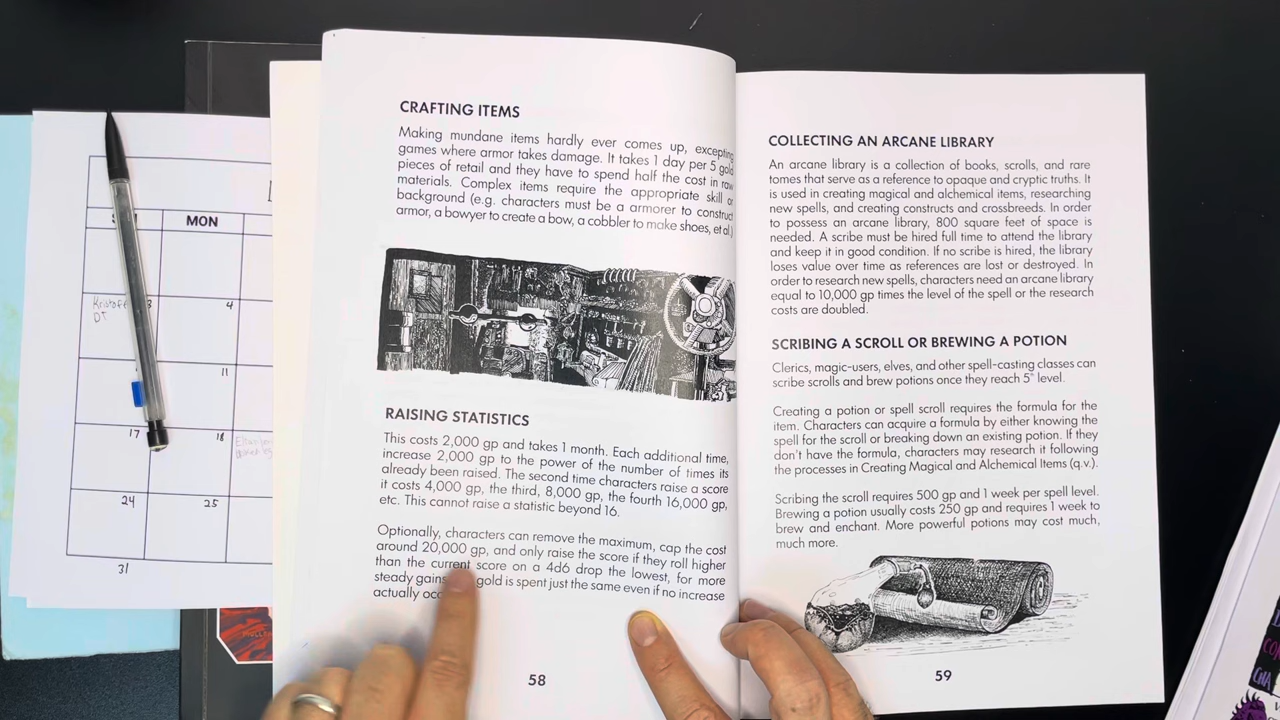 CRAFTING ITEMS
Making mundane items hardly ever comes up, excepting
games where armor takes damage. It takes 1 day per 5 gold
pieces of retail and they have to spend half the cost in raw
materials. Complex items require the appropriate skill or
background (e.g. characters must be a armorer to construct
armor, a bowyer to create a bow, a cobbler to make shoes, et al.)
RAISING STATISTICS
This costs 2,000 gp and takes 1 month. Each additional time,
increase 2,000 gp to the power of the number of times its
already been raised. The second time characters raise a score
it costs 4,000 gp, the third, 8,000 gp, the fourth 16,000 gp,
etc. This cannot raise a statistic beyond 16.
Optionally, characters can remove the maximum, cap the cost
around 20,000 gp, and only raise the score if they roll higher
than the current score on a 4d6 drop the lowest, for more
steady gains gold is spent just the same even if no increase
actually
58
COLLECTING AN ARCANE LIBRARY
An arcane library is a collection of books, scrolls, and rare
tomes that serve as a reference to opaque and cryptic truths. It
is used in creating magical and alchemical items, researching
new spells, and creating constructs and crossbreeds. In order
to possess an arcane library, 800 square feet of space is
needed. A scribe must be hired full time to attend the library
and keep it in good condition. If no scribe is hired, the library
loses value over time as references are lost or destroyed. In
order to research new spells, characters need an arcane library
equal to 10,000 gp times the level of the spell or the research
costs are doubled.
SCRIBING A SCROLL OR BREWING A POTION
Clerics, magic-users, elves, and other spell-casting classes can
scribe scrolls and brew potions once they reach 5° level.
Creating a potion or spell scroll requires the formula for the
item. Characters can acquire a formula by either knowing the
spell for the scroll or breaking down an existing potion. If they
don't have the formula, characters may research it following
the processes in Creating Magical and Alchemical Items (q.v.).
Scribing the scroll requires 500 gp and 1 week per spell level.
Brewing a potion usually costs 250 gp and requires 1 week to
brew and enchant. More powerful potions may cost much,
much more.
59
MON
3
4
11
17
18
24
25
31